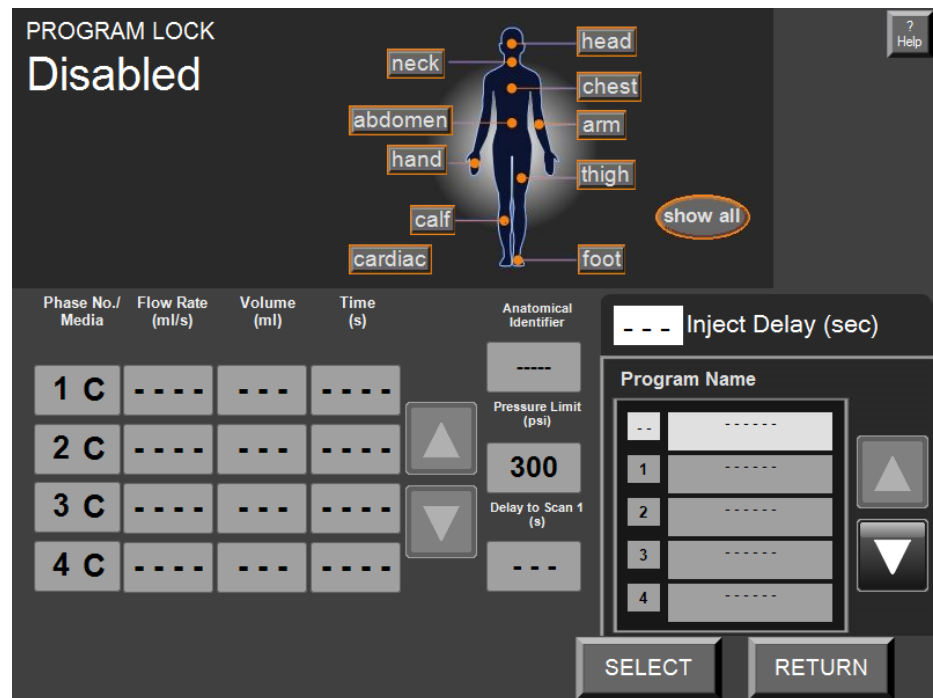 PROGRAM LOCK
Disabled
?
Help
head
neck
chest
abdomen
arm
hand
thigh
calf
show all
cardiac
foot
Phase No./ Media
Flow Rate (ml/s)
Volume (ml)
Time (s)
Anatomical Identifier
- - - Inject Delay (sec)
-----
Program Name
1 C - - - - - - - - - - -
Pressure Limit (psi)
- - - - - - - -
2 C - - - - - - - - - - -
300
1 - - - - - -
3 C - - - - - - - - - - -
Delay to Scan 1 (s)
2 - - - - - -
4 C - - - - - - - - - - -
- - -
3 - - - - - -
4 - - - - - -
SELECT
RETURN